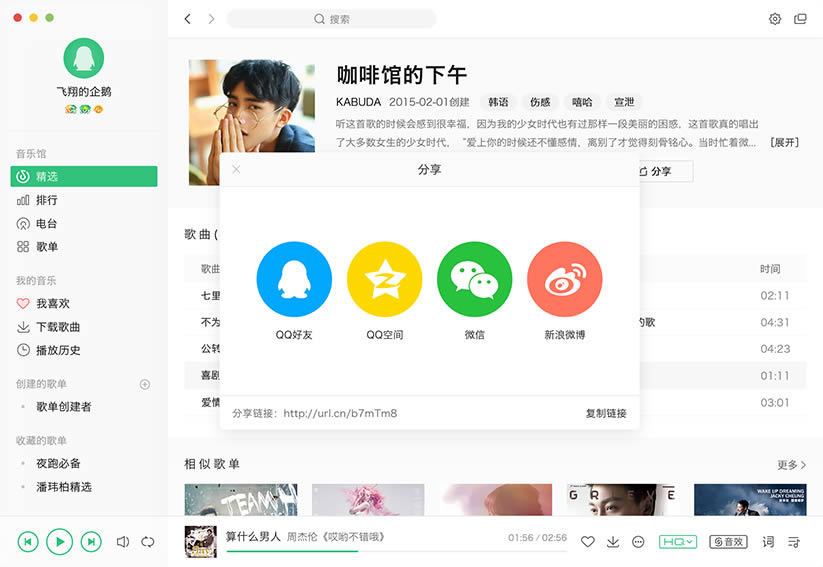 搜索
飞翔的企鹅
音乐馆
精选
排行
电台
歌单
我的音乐
我喜欢
下载歌曲
播放历史
创建的歌单
歌单创建者
收藏的歌单
夜跑必备
潘玮柏精选
咖啡馆的下午
KABUDA 2015-02-01创建 韩语 伤感 嘻哈 宣泄
听这首歌的时候会感到很幸福，因为我的少女时代也有过那样一段美丽的困惑，这首歌真的唱出
了大多数女生的少女时代，“爱上你的时候还不懂感情，离别了才觉得刻骨铭心。当时忙着微... [展开]
分享
分享
QQ好友 QQ空间 微信 新浪微博
分享链接：http://url.cn/b7mTm8 复制链接
歌曲(
歌曲 时间
七里 02:11
不为 的歌 04:31
公转 04:23
喜剧 01:11
爱情 03:01
相似歌单 更多
TEAM H
GREY
WAKE UP DREAMING
JACKY CHEUNG
算什么男人 周杰伦《哎哟不错哦》 01:56 / 02:56
HQ 音效 词